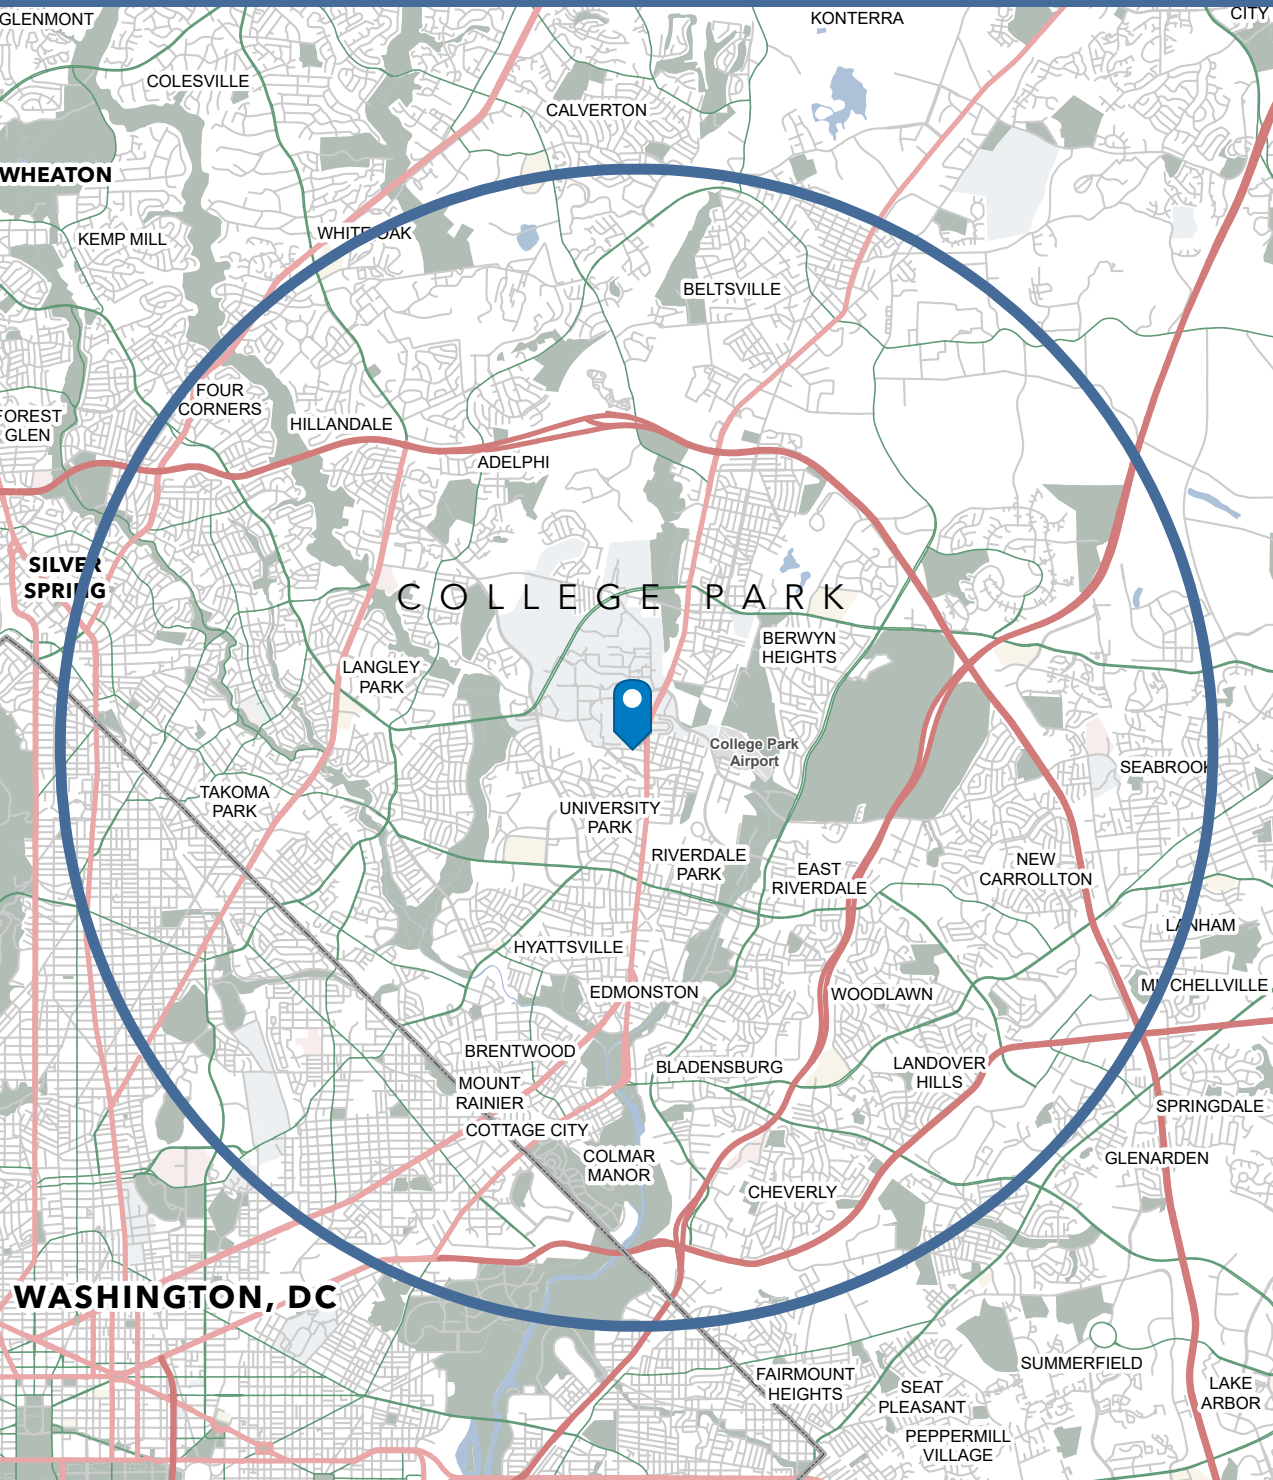 GLENMONT
KONTERRA
CITY
COLESVILLE
CALVERTON
WHEATON
KEMP MILL
WHITE OAK
BELTSVILLE
FOUR
CORNERS
FOREST
GLEN
HILLANDALE
ADELPHI
SILVER
SPRING
COLLEGE PARK
BERWYN
HEIGHTS
LANGLEY
PARK
College Park
Airport
SEABROOK
TAKOMA
PARK
UNIVERSITY
PARK
RIVERDALE
PARK
EAST
RIVERDALE
NEW
CARROLLTON
LANHAM
HYATTSVILLE
EDMONSTON
WOODLAWN
MITCHELLVILLE
BRENTWOOD
BLADENSBURG
LANDOVER
HILLS
MOUNT
RAINIER
SPRINGDALE
COTTAGE CITY
COLMAR
MANOR
GLENARDEN
CHEVERLY
WASHINGTON, DC
FAIRMOUNT
HEIGHTS
SUMMERFIELD
SEAT
PLEASANT
LAKE
ARBOR
PEPPERMILL
VILLAGE